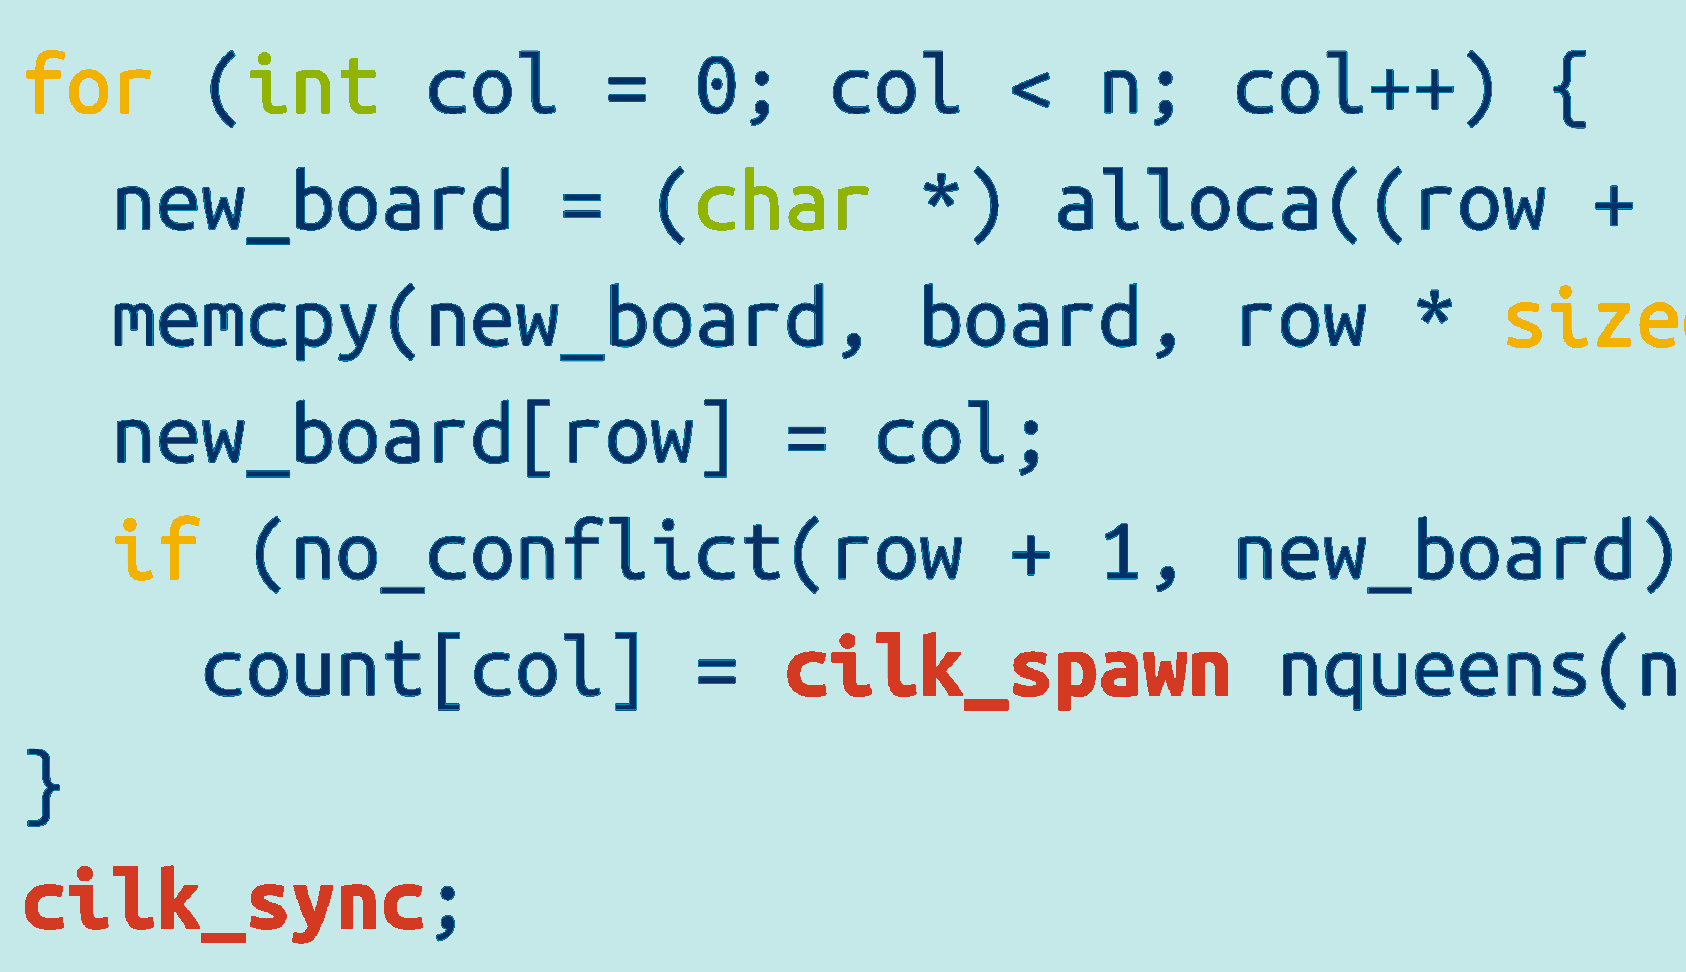 for (int col = 0; col < n; col++) {
new_board = (char *) alloca((row +
memcpy(new_board, board, row * size
new_board[row] = col;
if (no_conflict(row + 1, new_board)
count[col] = cilk_spawn nqueens(n
}
cilk_sync;